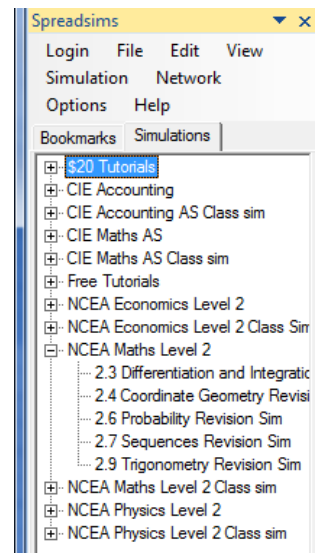 Spreadsims
Login File Edit View
Simulation Network
Options Help
Bookmarks Simulations
$20 Tutorials
CIE Accounting
CIE Accounting AS Class sim
CIE Maths AS
CIE Maths AS Class sim
Free Tutorials
NCEA Economics Level 2
NCEA Economics Level 2 Class Sim
NCEA Maths Level 2
2.3 Differentiation and Integratic
2.4 Coordinate Geometry Revisi
2.6 Probability Revision Sim
2.7 Sequences Revision Sim
2.9 Trigonometry Revision Sim
NCEA Maths Level 2 Class sim
NCEA Physics Level 2
NCEA Physics Level 2 Class sim